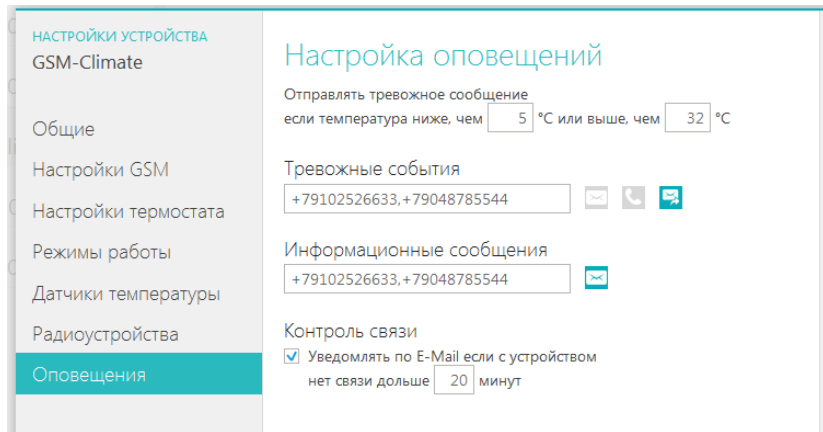 НАСТРОЙКИ УСТРОЙСТВА
GSM-Climate
Общие
Настройки GSM
Настройки термостата
Режимы работы
Датчики температуры
Радиоустройства
Оповещения
Настройка оповещений
Отправлять тревожное сообщение
если температура ниже, чем 5 °C или выше, чем 32 °C
Тревожные события
+79102526633,+79048785544
Информационные сообщения
+79102526633,+79048785544
Контроль связи
Уведомлять по E-Mail если с устройством
нет связи дольше 20 минут